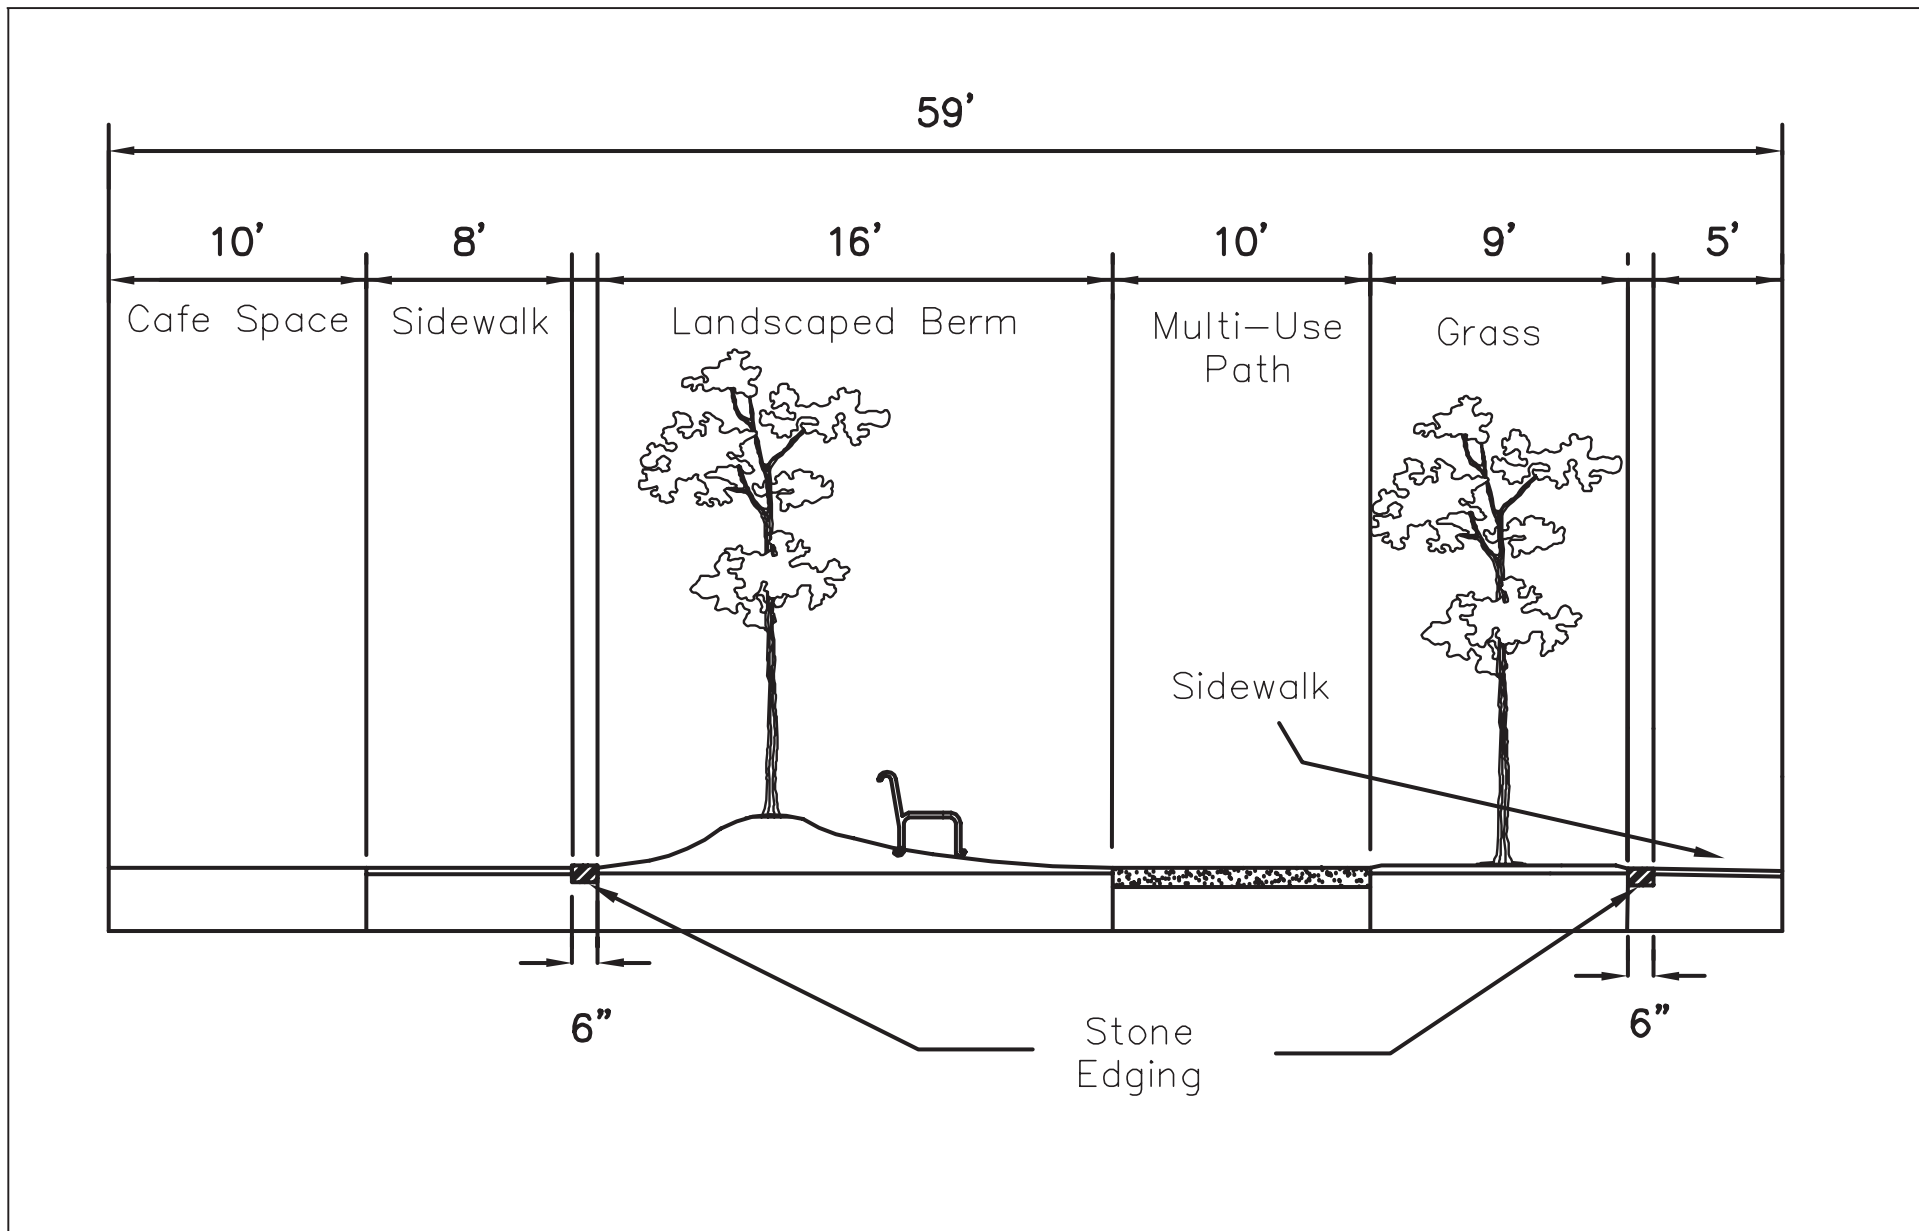 59’
10’ 8’ 16’ 10’ 9’ 5’
Cafe Space Sidewalk Landscaped Berm Multi–Use Grass
Path
Sidewalk
6” 6”
Stone
Edging